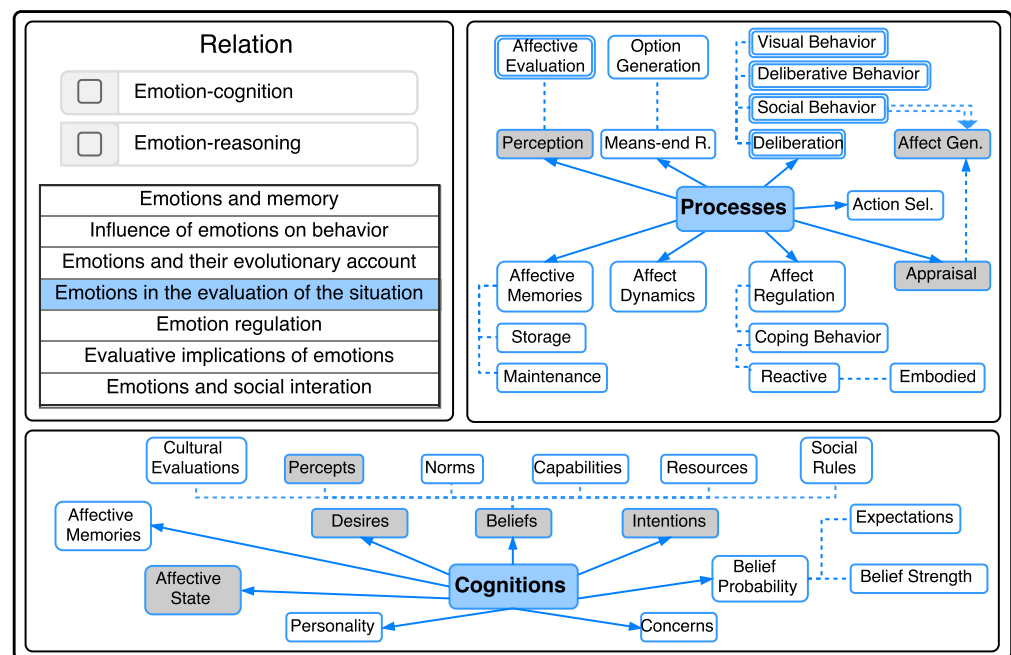 Relation
Emotion-cognition
Emotion-reasoning
Emotions and memory
Influence of emotions on behavior
Emotions and their evolutionary account
Emotions in the evaluation of the situation
Emotion regulation
Evaluative implications of emotions
Emotions and social interation
Affective
Evaluation
Option
Generation
Visual Behavior
Deliberative Behavior
Social Behavior
Perception
Means-end R.
Deliberation
Affect Gen.
Processes
Action Sel.
Appraisal
Affective
Memories
Affect
Dynamics
Affect
Regulation
Storage
Coping Behavior
Maintenance
Reactive
Embodied
Cultural
Evaluations
Percepts
Norms
Capabilities
Resources
Social
Rules
Affective
Memories
Desires
Beliefs
Intentions
Expectations
Affective
State
Cognitions
Belief
Probability
Belief Strength
Personality
Concerns